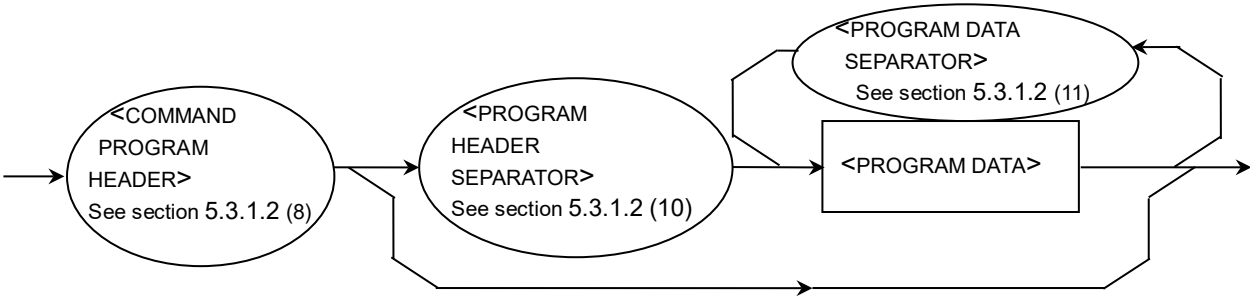 <COMMAND
PROGRAM
HEADER>
See section 5.3.1.2 (8)
<PROGRAM
HEADER
SEPARATOR>
See section 5.3.1.2 (10)
<PROGRAM DATA
SEPARATOR>
See section 5.3.1.2 (11)
<PROGRAM DATA>